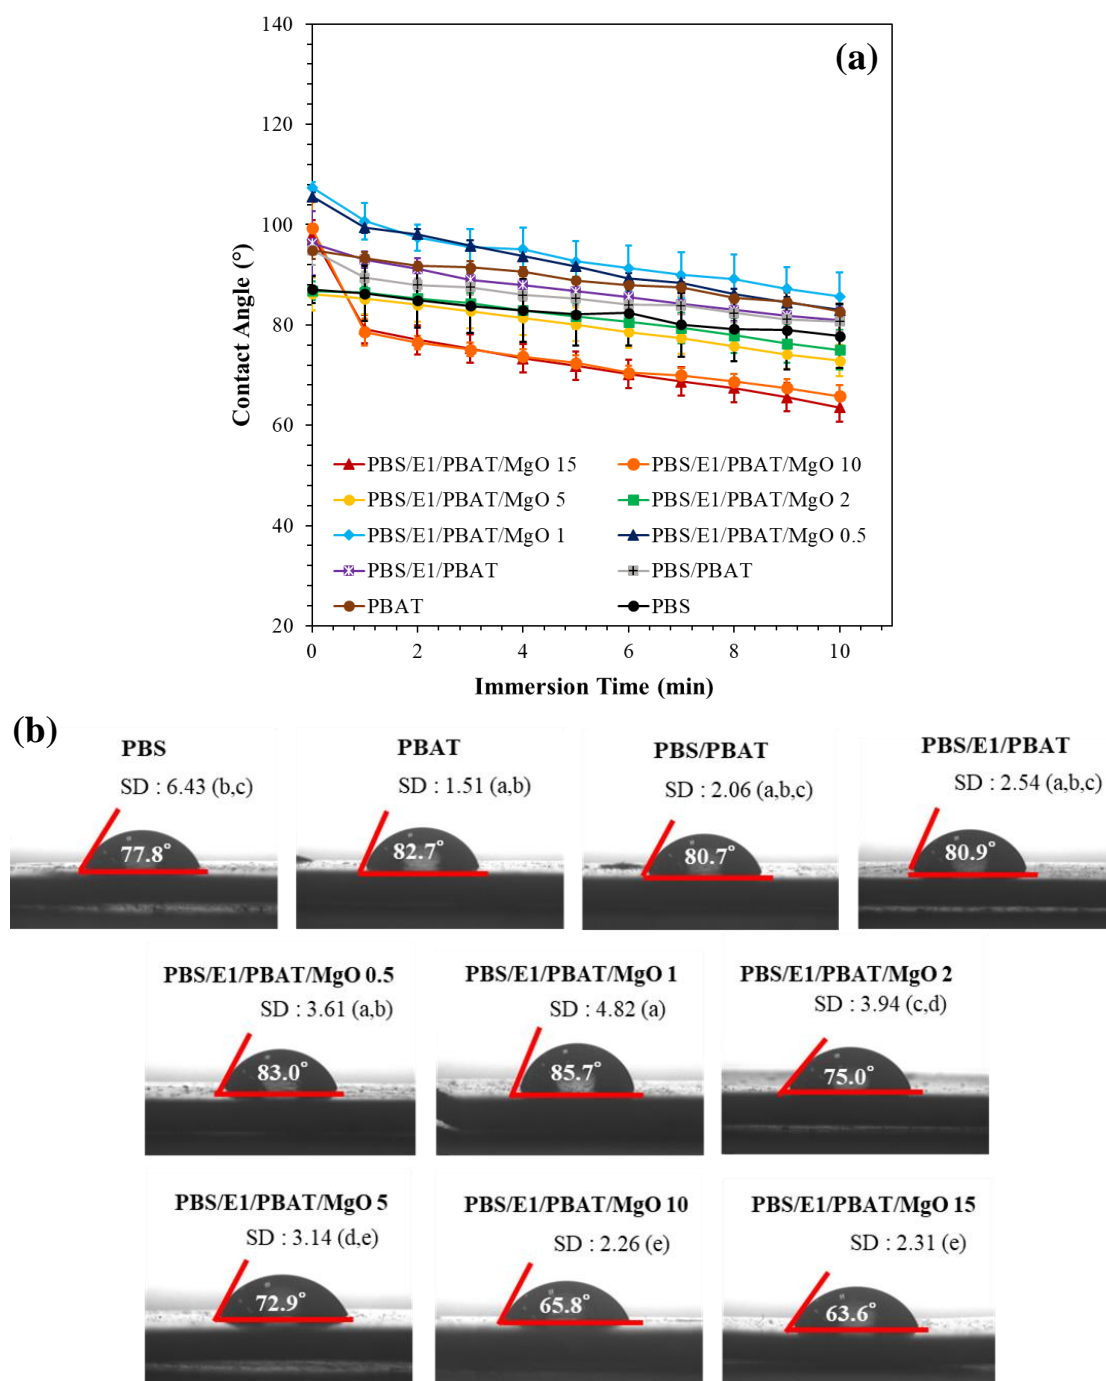 (a)
140
120
100
80
60
40
20
Contact Angle (°)
PBS/E1/PBAT/MgO 15
PBS/E1/PBAT/MgO 10
PBS/E1/PBAT/MgO 5
PBS/E1/PBAT/MgO 2
PBS/E1/PBAT/MgO 1
PBS/E1/PBAT/MgO 0.5
PBS/E1/PBAT
PBS/PBAT
PBAT
PBS
0 2 4 6 8 10
Immersion Time (min)
(b)
PBS
SD : 6.43 (b,c)
77.8°
PBAT
SD : 1.51 (a,b)
82.7°
PBS/PBAT
SD : 2.06 (a,b,c)
80.7°
PBS/E1/PBAT
SD : 2.54 (a,b,c)
80.9°
PBS/E1/PBAT/MgO 0.5
SD : 3.61 (a,b)
83.0°
PBS/E1/PBAT/MgO 1
SD : 4.82 (a)
85.7°
PBS/E1/PBAT/MgO 2
SD : 3.94 (c,d)
75.0°
PBS/E1/PBAT/MgO 5
SD : 3.14 (d,e)
72.9°
PBS/E1/PBAT/MgO 10
SD : 2.26 (e)
65.8°
PBS/E1/PBAT/MgO 15
SD : 2.31 (e)
63.6°